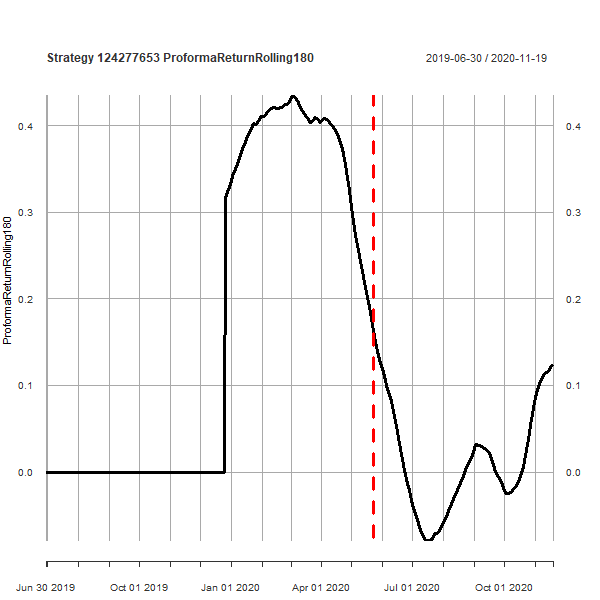 Strategy 124277653 ProformaReturnRolling180
2019-06-30 / 2020-11-19
ProformaReturnRolling180
0.4
0.3
0.2
0.1
0.0
0.4
0.3
0.2
0.1
0.0
Jun 30 2019
Oct 01 2019
Jan 01 2020
Apr 01 2020
Jul 01 2020
Oct 01 2020